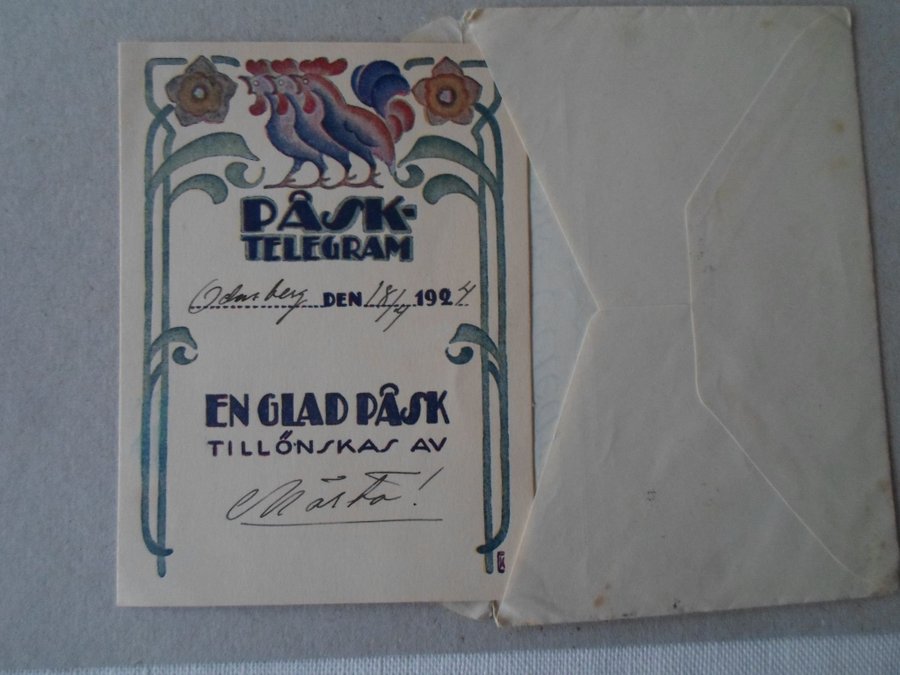 PÅSK-
TELEGRAM
DEN 18/4 1924
EN GLAD PÅSK
TILLÖNSKAS AV
Märta!